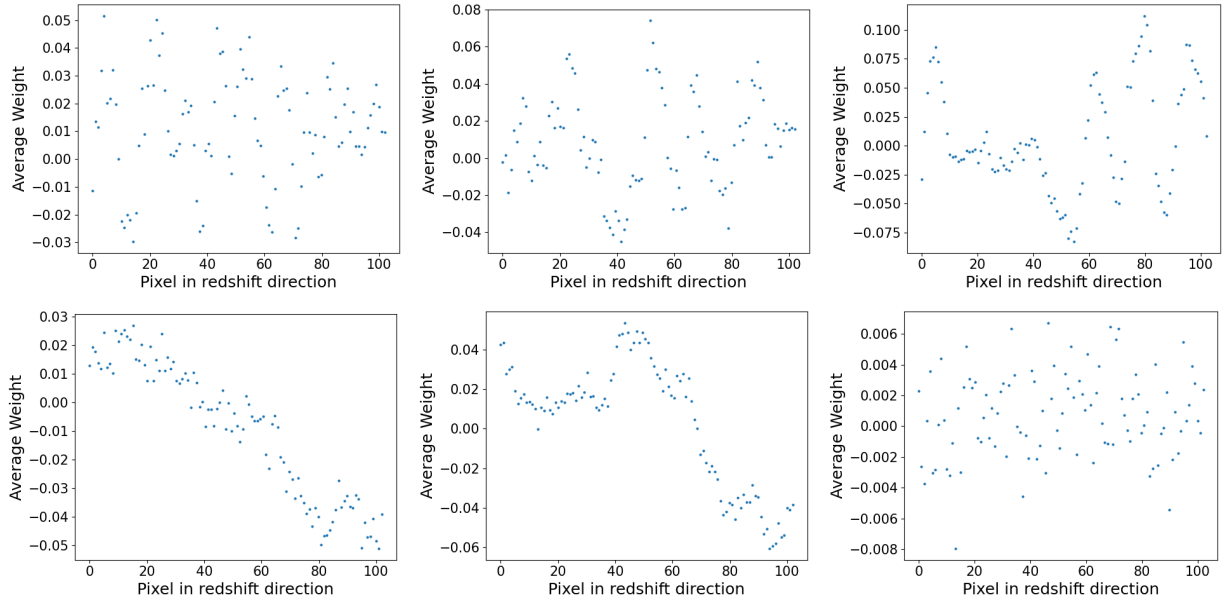 0.05
0.04
0.03
0.02
0.01
0.00
−0.01
−0.02
−0.03
Average Weight
0 20 40 60 80 100
Pixel in redshift direction
0.08
0.06
0.04
0.02
0.00
−0.02
−0.04
Average Weight
0 20 40 60 80 100
Pixel in redshift direction
0.100
0.075
0.050
0.025
0.000
−0.025
−0.050
−0.075
Average Weight
0 20 40 60 80 100
Pixel in redshift direction
0.03
0.02
0.01
0.00
−0.01
−0.02
−0.03
−0.04
−0.05
Average Weight
0 20 40 60 80 100
Pixel in redshift direction
0.04
0.02
0.00
−0.02
−0.04
−0.06
Average Weight
0 20 40 60 80 100
Pixel in redshift direction
0.006
0.004
0.002
0.000
−0.002
−0.004
−0.006
−0.008
Average Weight
0 20 40 60 80 100
Pixel in redshift direction